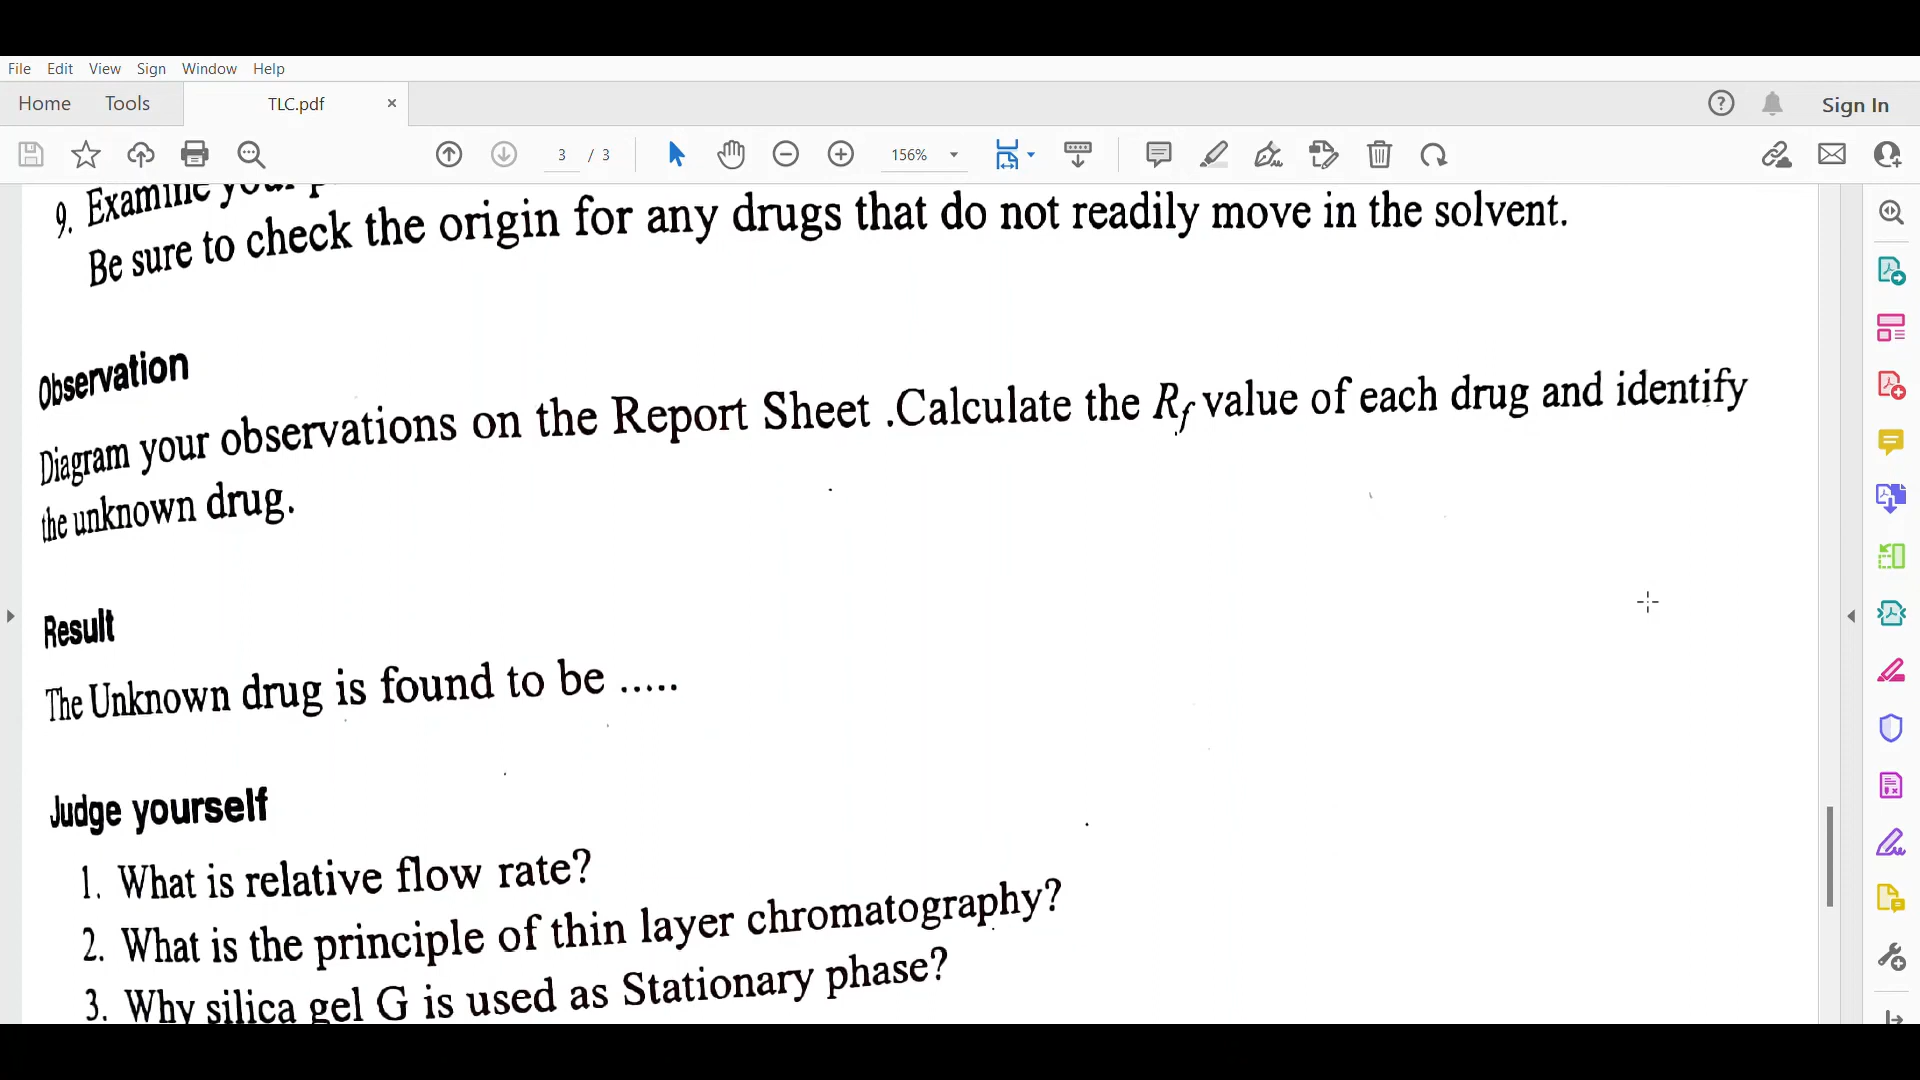 File Edit View Sign Window Help
Home Tools TLC.pdf × ? Sign In
3 / 3 156%
9. Examine your
Be sure to check the origin for any drugs that do not readily move in the solvent.
Observation
Diagram your observations on the Report Sheet .Calculate the Rf value of each drug and identify
the unknown drug.
Result
The Unknown drug is found to be .....
Judge yourself
1. What is relative flow rate?
2. What is the principle of thin layer chromatography?
3. Why silica gel G is used as Stationary phase?